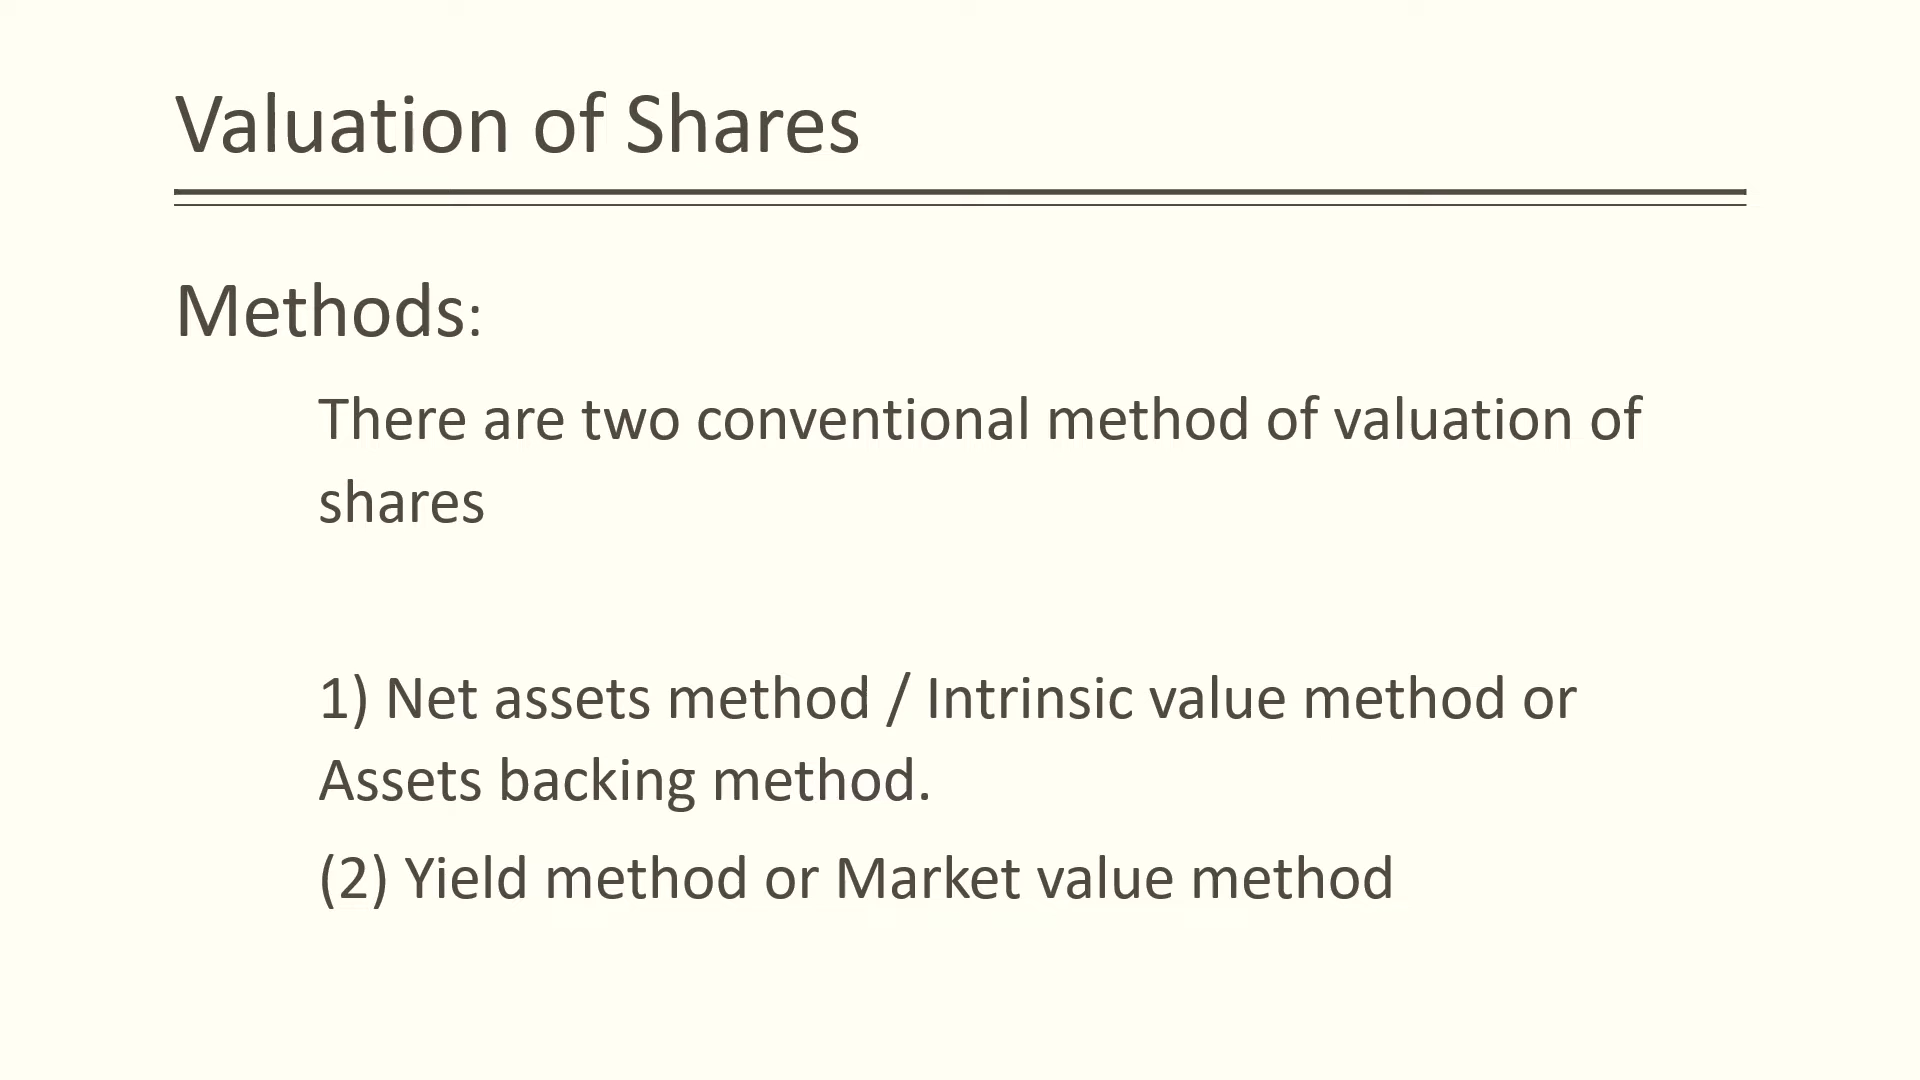 Valuation of Shares
Methods:
There are two conventional method of valuation of
shares
1) Net assets method / Intrinsic value method or
Assets backing method.
(2) Yield method or Market value method